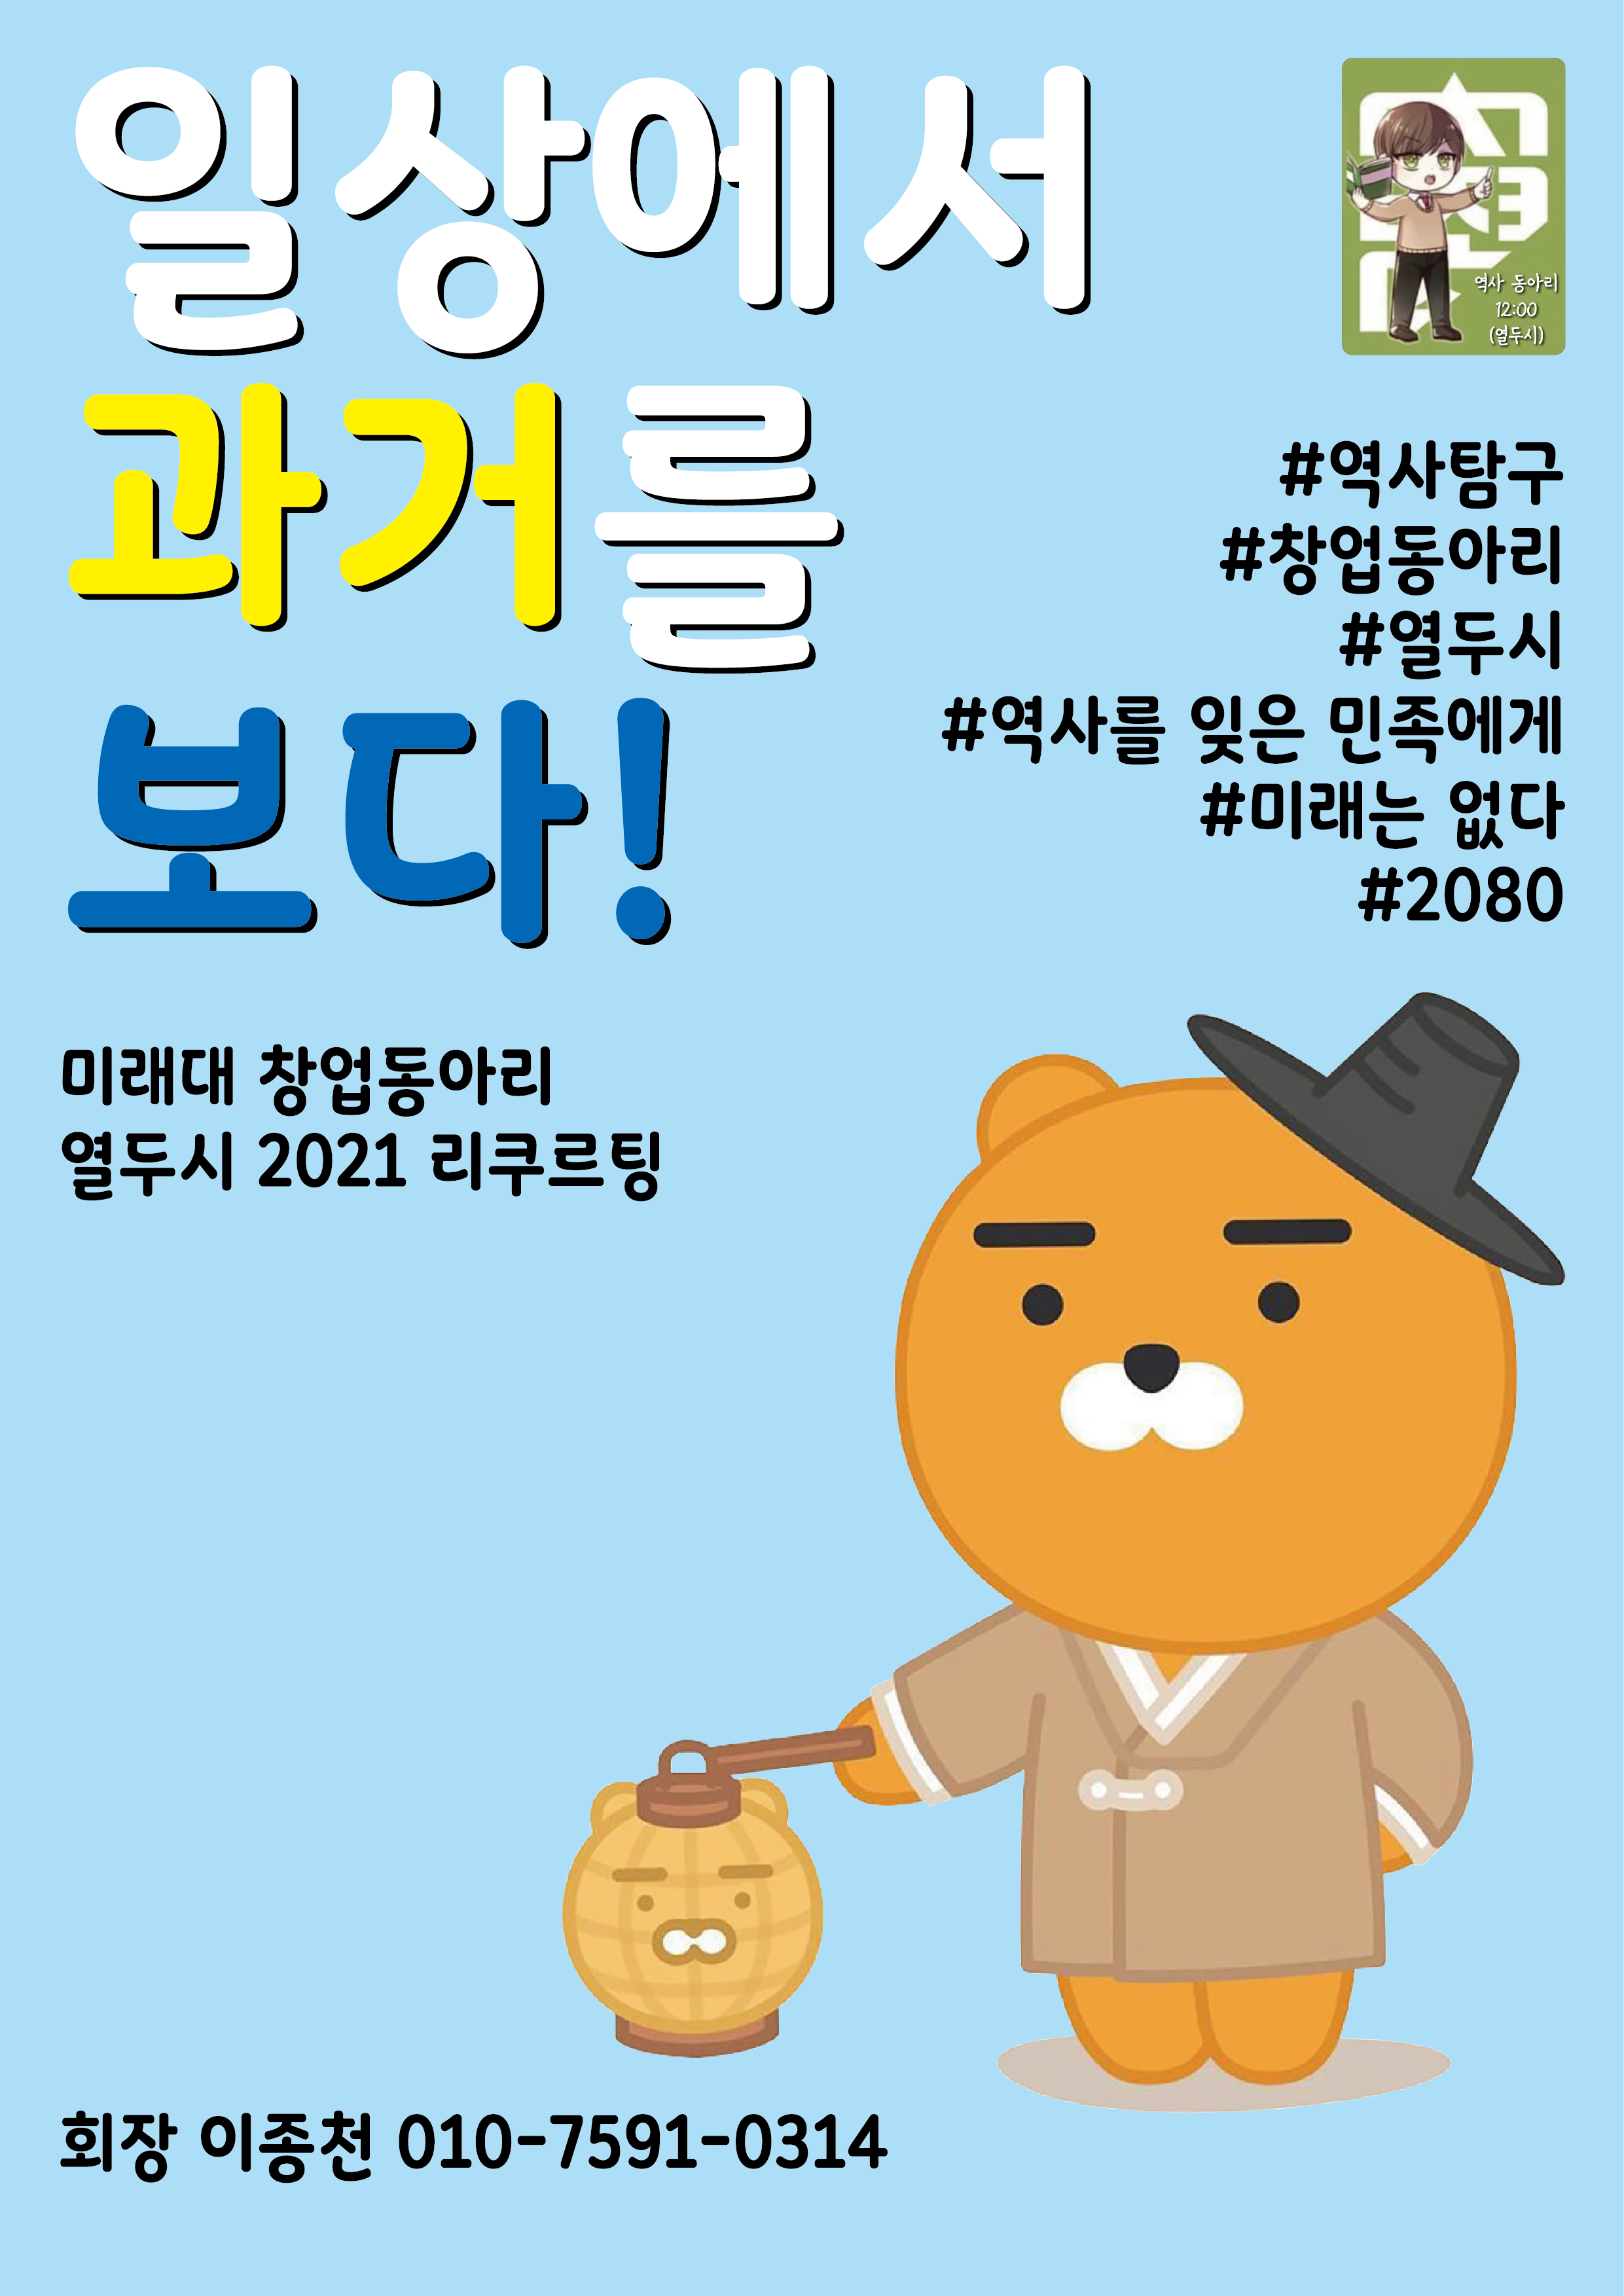 일상에서
과거를
보다!
역사 동아리
12:00
(열두시)
#역사탐구
#창업동아리
#열두시
#역사를 잊은 민족에게
#미래는 없다
#2080
미래대 창업동아리
열두시 2021 리쿠르팅
회장 이종천 010-7591-0314